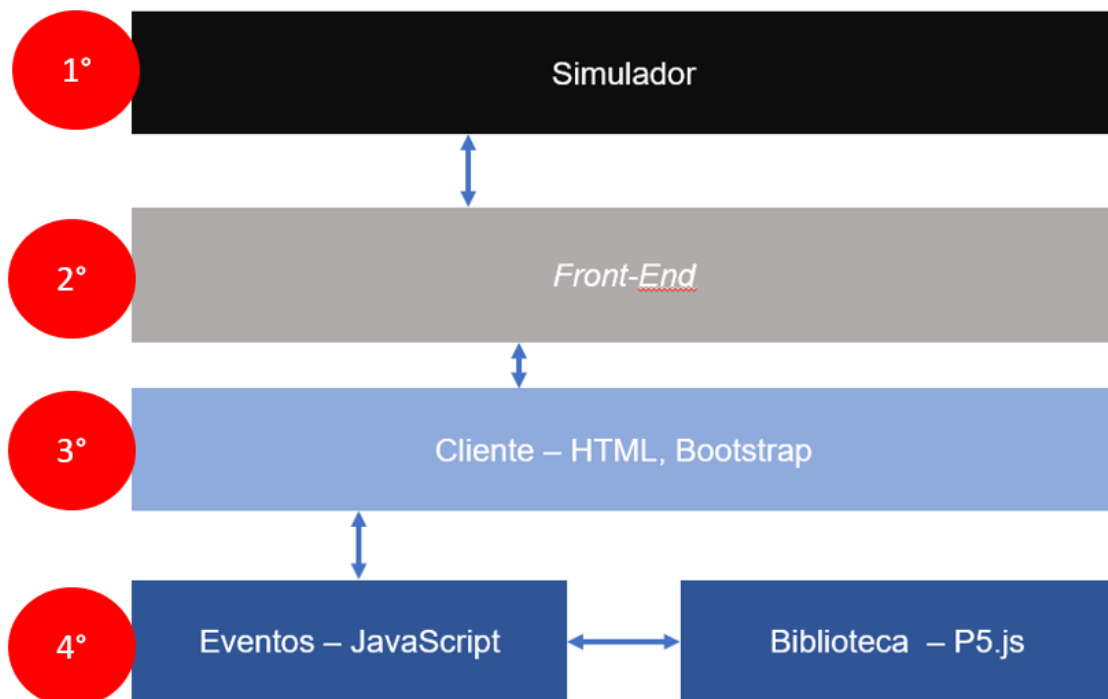 1°
Simulador
2°
Front-End
3°
Cliente – HTML, Bootstrap
4°
Eventos – JavaScript
Biblioteca – P5.js